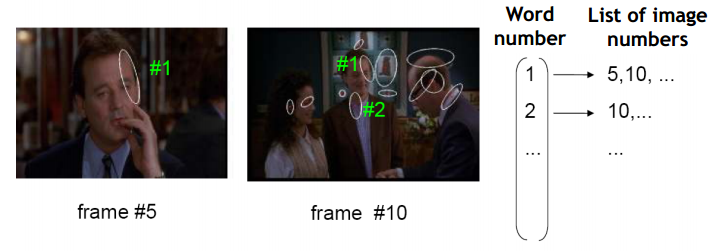 #1
frame #5
#1
#2
frame #10
Word number
List of image numbers
1
5,10, ...
2
10,...
...
...